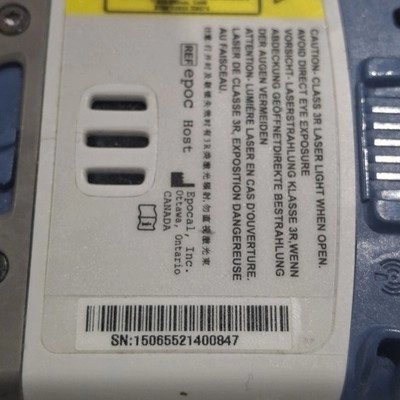 CAUTION- CLASS 3R LASER LIGHT WHEN OPEN.
AVOID DIRECT EYE EXPOSURE
VORSICHT- LASERSTRAHLUNG KLASSE 3R,WENN
ABDECKUNG GEÖFFNETDIREKTE BESTRAHLUNG
DER AUGEN VERMEIDEN
ATTENTION- LUMIÈRE LASER EN CAS D'OUVERTURE.
LASER DE CLASSE 3R, EXPOSITION DANGEREUSE
AU FAISCEAU.
REF epoc Host
Epocal, Inc.
Ottawa, Ontario
CANADA
SN:15065521400847